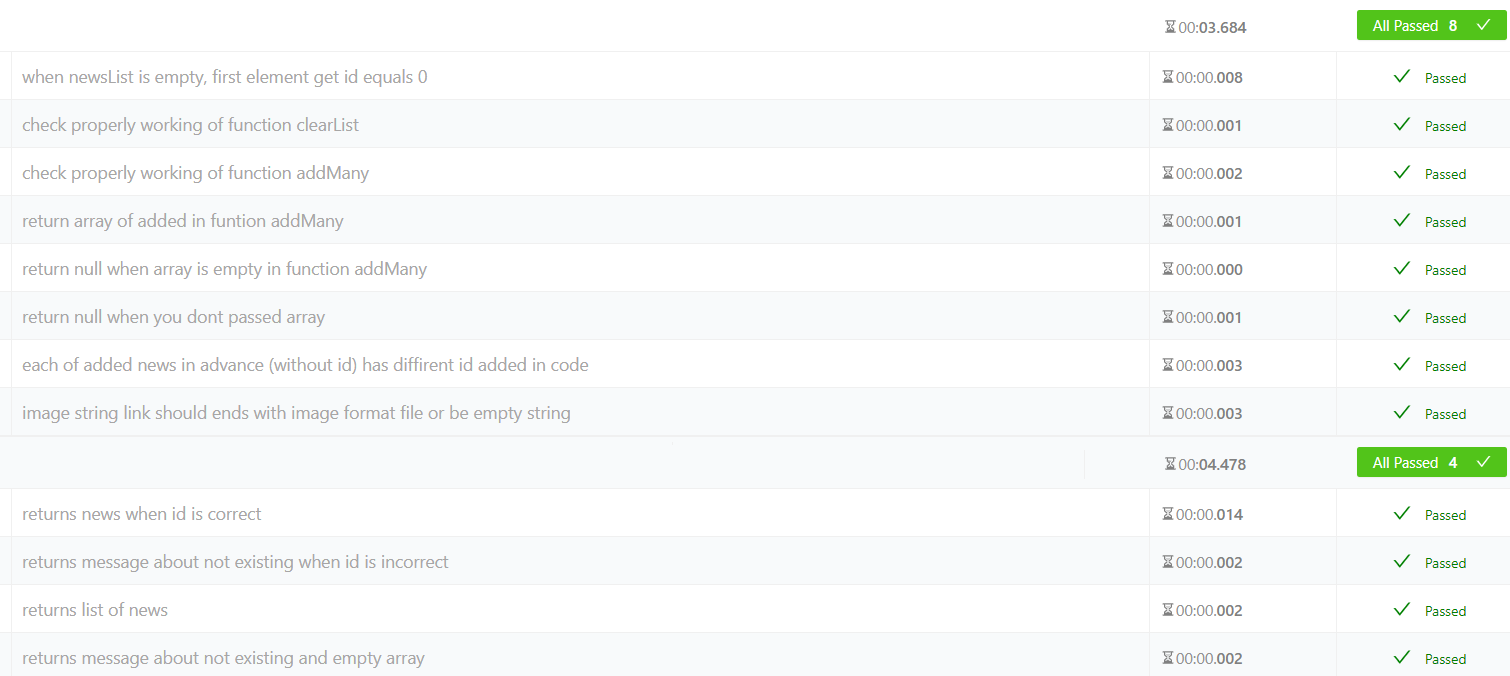 00:03.684 All Passed 8
when newsList is empty, first element get id equals 0 00:00.008 Passed
check properly working of function clearList 00:00.001 Passed
check properly working of function addMany 00:00.002 Passed
return array of added in funtion addMany 00:00.001 Passed
return null when array is empty in function addMany 00:00.000 Passed
return null when you dont passed array 00:00.001 Passed
each of added news in advance (without id) has diffirent id added in code 00:00.003 Passed
image string link should ends with image format file or be empty string 00:00.003 Passed
00:04.478 All Passed 4
returns news when id is correct 00:00.014 Passed
returns message about not existing when id is incorrect 00:00.002 Passed
returns list of news 00:00.002 Passed
returns message about not existing and empty array 00:00.002 Passed